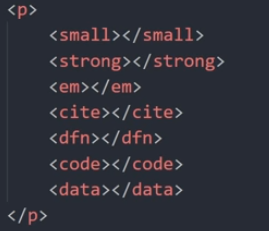 <p>
    <small></small>
    <strong></strong>
    <em></em>
    <cite></cite>
    <dfn></dfn>
    <code></code>
    <data></data>
</p>